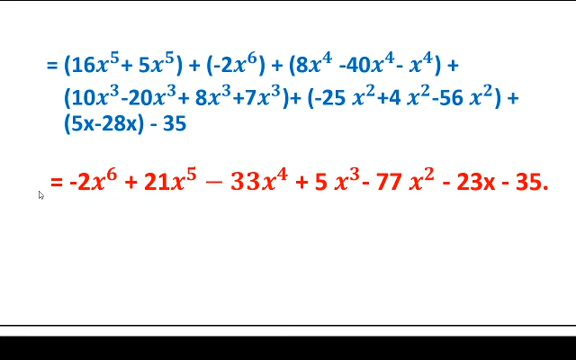 = (16x⁵+ 5x⁵) + (-2x⁶) + (8x⁴ -40x⁴- x⁴) +
(10x³-20x³+ 8x³+7x³)+ (-25 x²+4 x²-56 x²) +
(5x-28x) - 35
= -2x⁶ + 21x⁵ − 33x⁴ + 5 x³- 77 x² - 23x - 35.